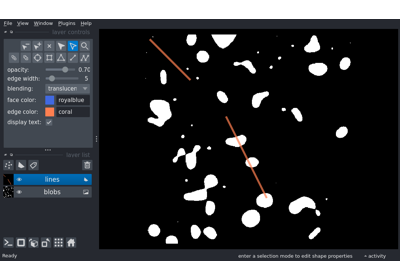 File View Window Plugins Help
layer controls
opacity: 0.70
edge width: 5
blending: translucen
face color: royalblue
edge color: coral
display text:
layer list
lines
blobs
Ready enter a selection mode to edit shape properties activity